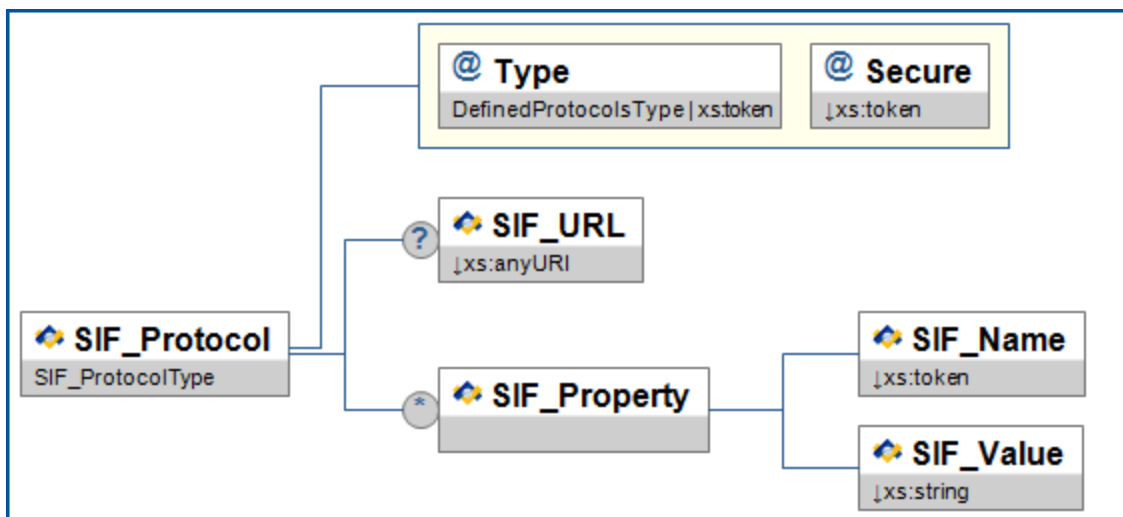 @ Type
DefinedProtocolsType|xs:token
@ Secure
↓xs:token
?
SIF_URL
↓xs:anyURI
SIF_Protocol
SIF_ProtocolType
*
SIF_Property
SIF_Name
↓xs:token
SIF_Value
↓xs:string